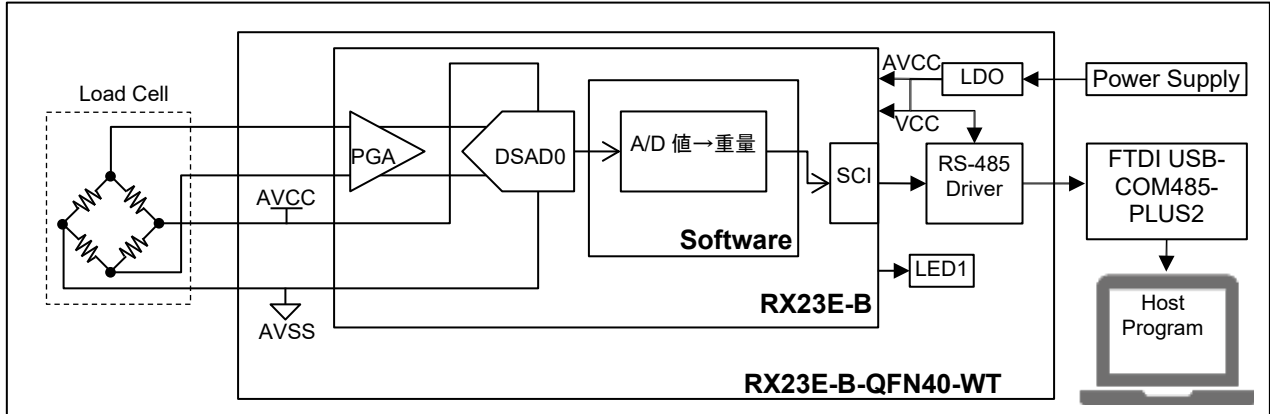 Load Cell
PGA
AVCC
AVSS
DSAD0
A/D 値→重量
Software
SCI
AVCC
VCC
LDO
Power Supply
RS-485
Driver
FTDI USB-
COM485-
PLUS2
LED1
RX23E-B
Host
Program
RX23E-B-QFN40-WT